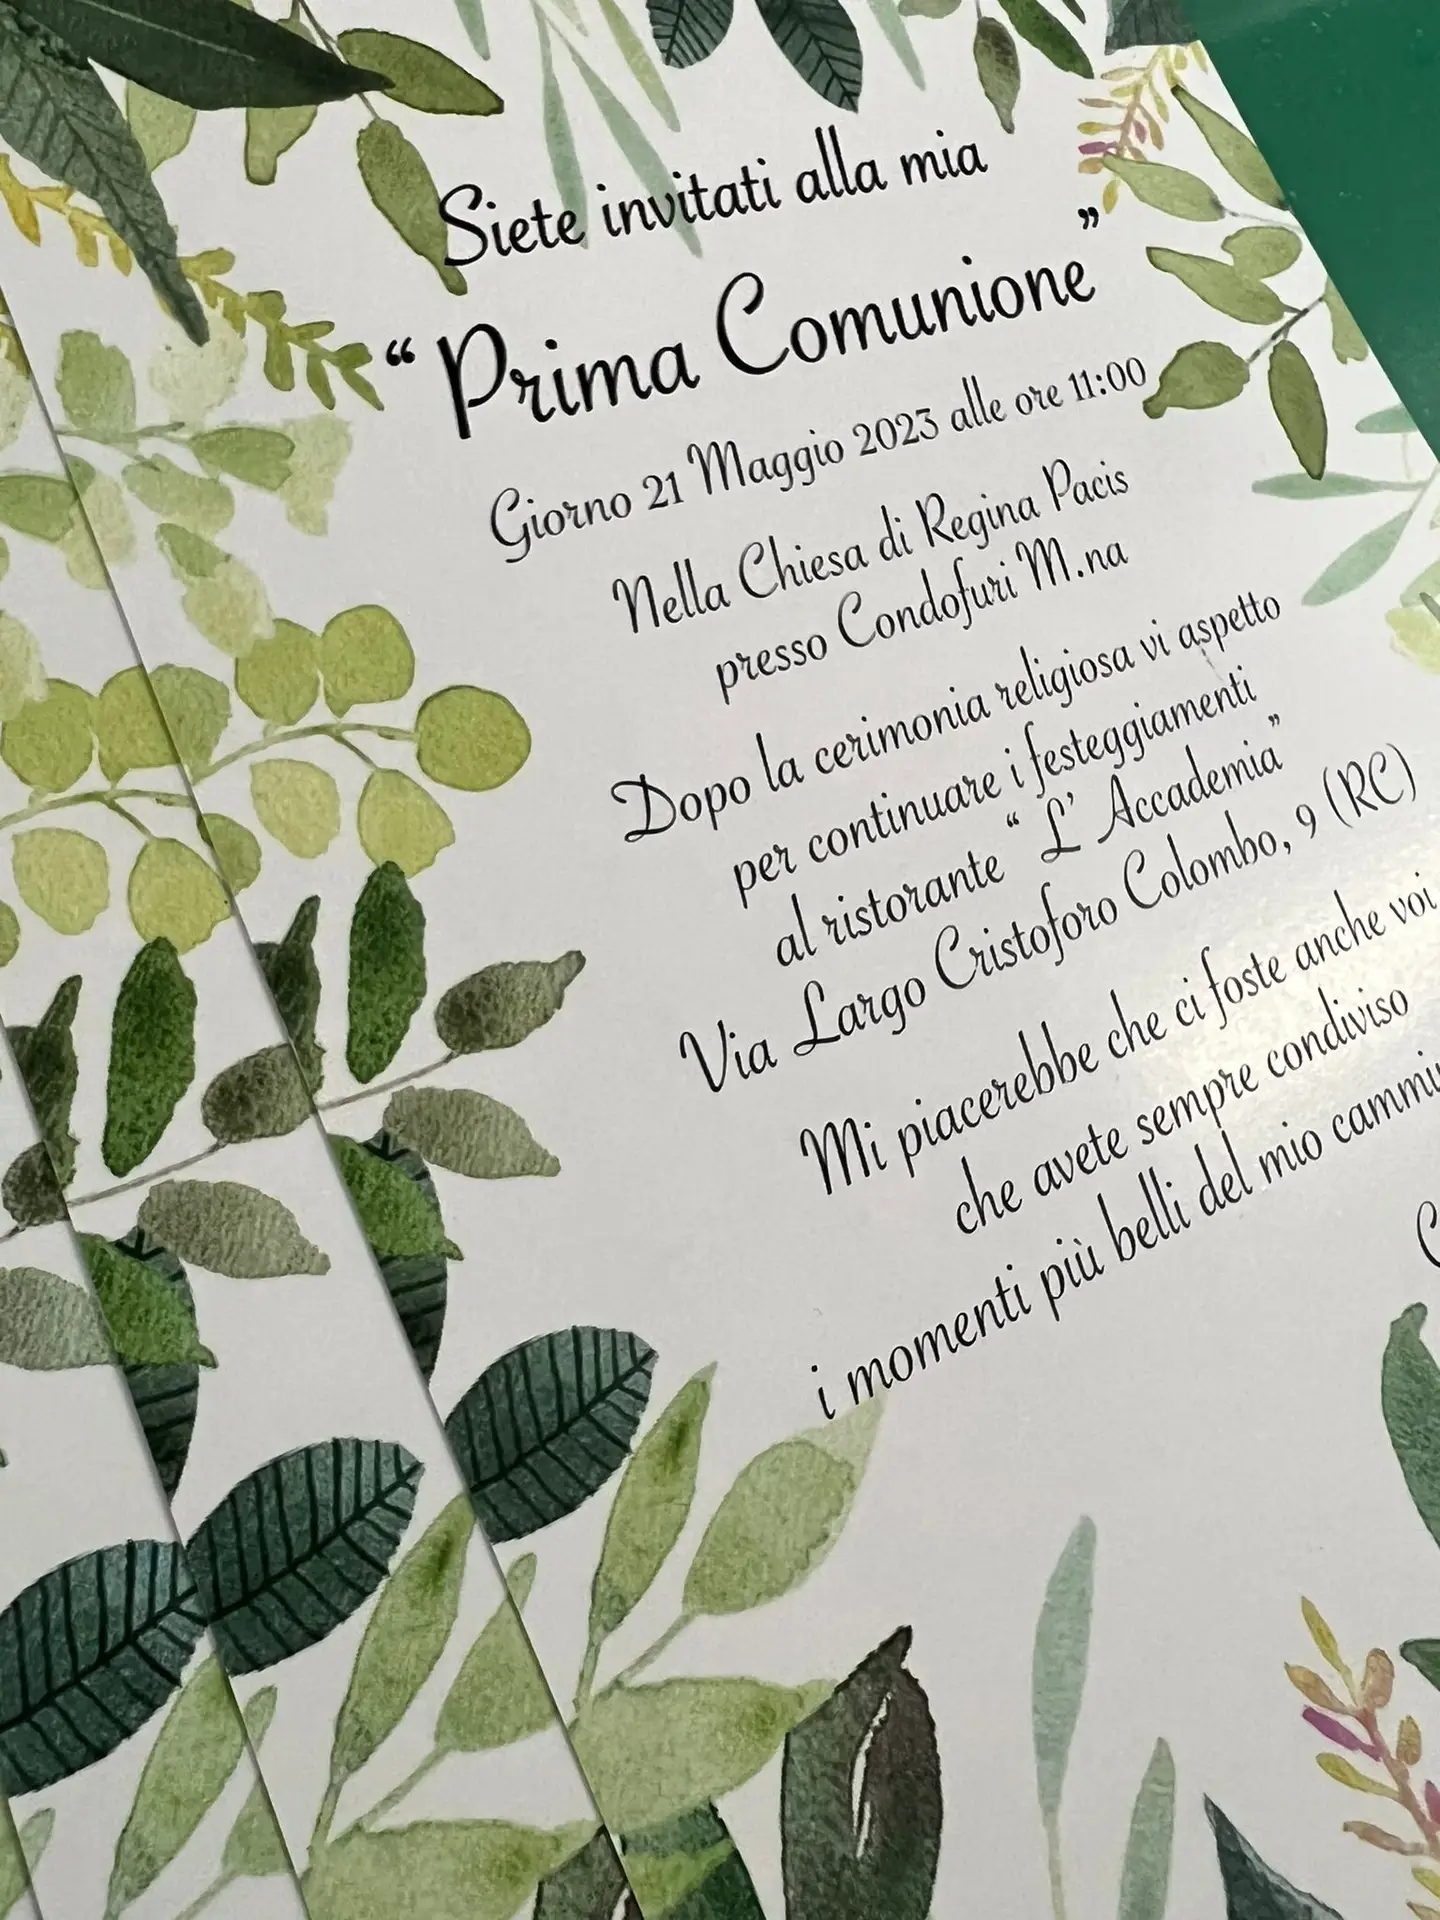 Siete invitati alla mia
“ Prima Comunione ”
Giorno 21 Maggio 2023 alle ore 11:00
Nella Chiesa di Regina Pacis
presso Condofuri M.na
Dopo la cerimonia religiosa vi aspetto
per continuare i festeggiamenti
al ristorante “ L' Accademia ”
Via Largo Cristoforo Colombo, 9 (RC)
Mi piacerebbe che ci foste anche voi
che avete sempre condiviso
i momenti più belli del mio